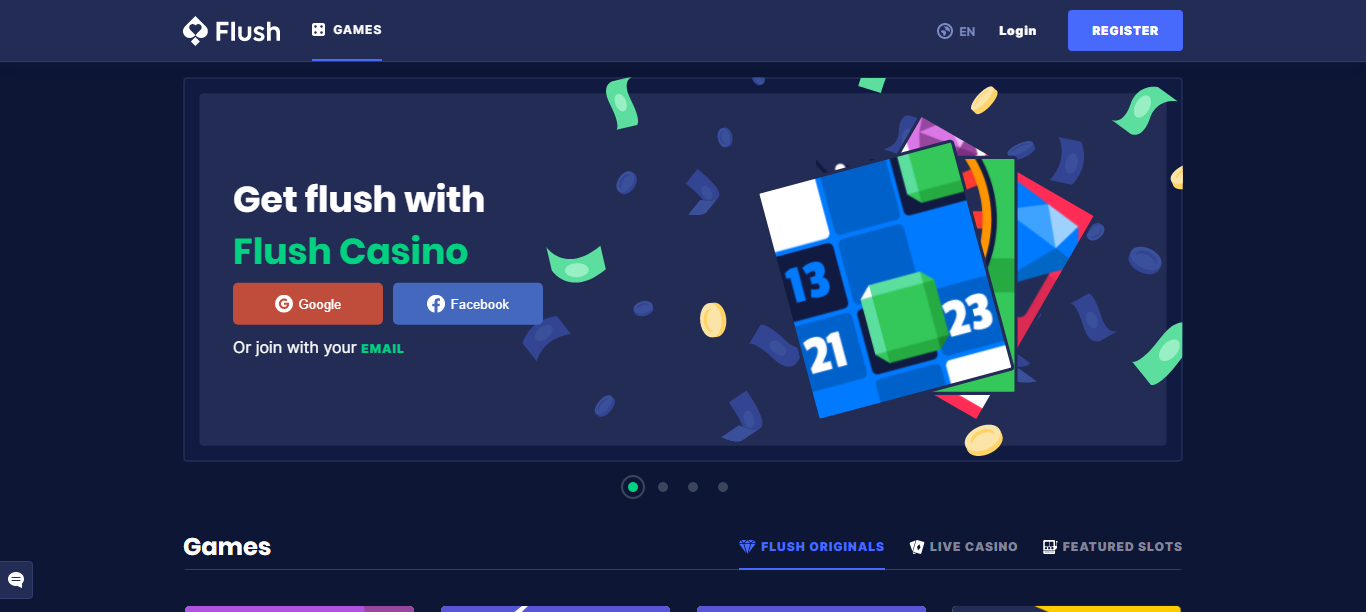 Flush
GAMES
EN
Login
REGISTER
Get flush with
Flush Casino
Google
Facebook
Or join with your EMAIL
13
21
23
Games
FLUSH ORIGINALS
LIVE CASINO
FEATURED SLOTS